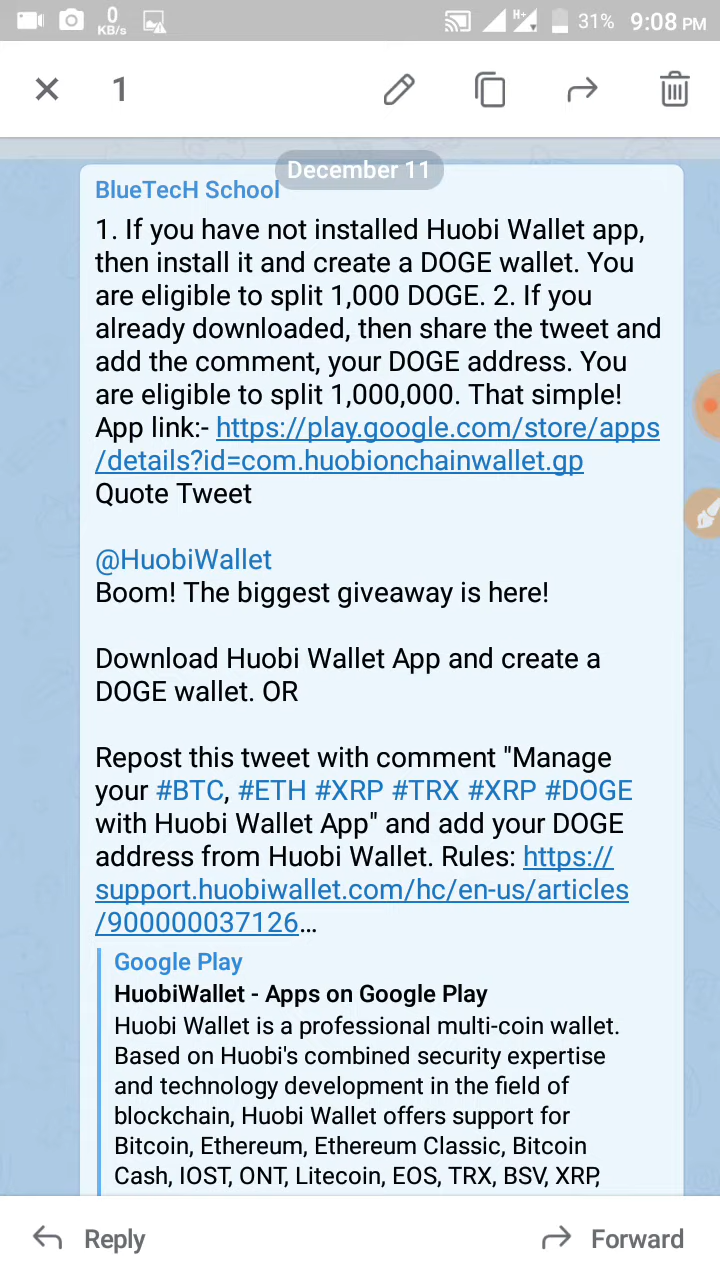 0
KB/s
H+
31%
9:08 PM
1
December 11
BlueTecH School
1. If you have not installed Huobi Wallet app,
then install it and create a DOGE wallet. You
are eligible to split 1,000 DOGE. 2. If you
already downloaded, then share the tweet and
add the comment, your DOGE address. You
are eligible to split 1,000,000. That simple!
App link:- https://play.google.com/store/apps
/details?id=com.huobionchainwallet.gp
Quote Tweet
@HuobiWallet
Boom! The biggest giveaway is here!
Download Huobi Wallet App and create a
DOGE wallet. OR
Repost this tweet with comment "Manage
your #BTC, #ETH #XRP #TRX #XRP #DOGE
with Huobi Wallet App" and add your DOGE
address from Huobi Wallet. Rules: https://
support.huobiwallet.com/hc/en-us/articles
/900000037126...
Google Play
HuobiWallet - Apps on Google Play
Huobi Wallet is a professional multi-coin wallet.
Based on Huobi's combined security expertise
and technology development in the field of
blockchain, Huobi Wallet offers support for
Bitcoin, Ethereum, Ethereum Classic, Bitcoin
Cash, IOST, ONT, Litecoin, EOS, TRX, BSV, XRP,
Reply
Forward